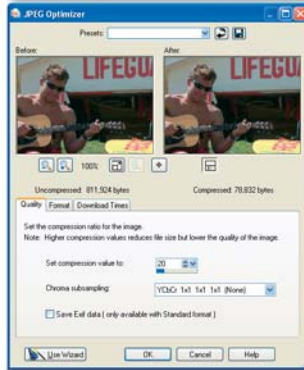 JPEG Optimizer
Presets:
Before: After:
LIFEGUA LIFEGUA
100%
Uncompressed: 811,924 bytes Compressed: 78,832 bytes
Quality Format Download Times
Set the compression ratio for the image.
Note: Higher compression values reduces file size but lower the quality of the image.
Set compression value to: 20
Chroma subsampling: YCbCr 1x1 1x1 1x1 (None)
Save Exif data ( only available with Standard format )
Use Wizard OK Cancel Help